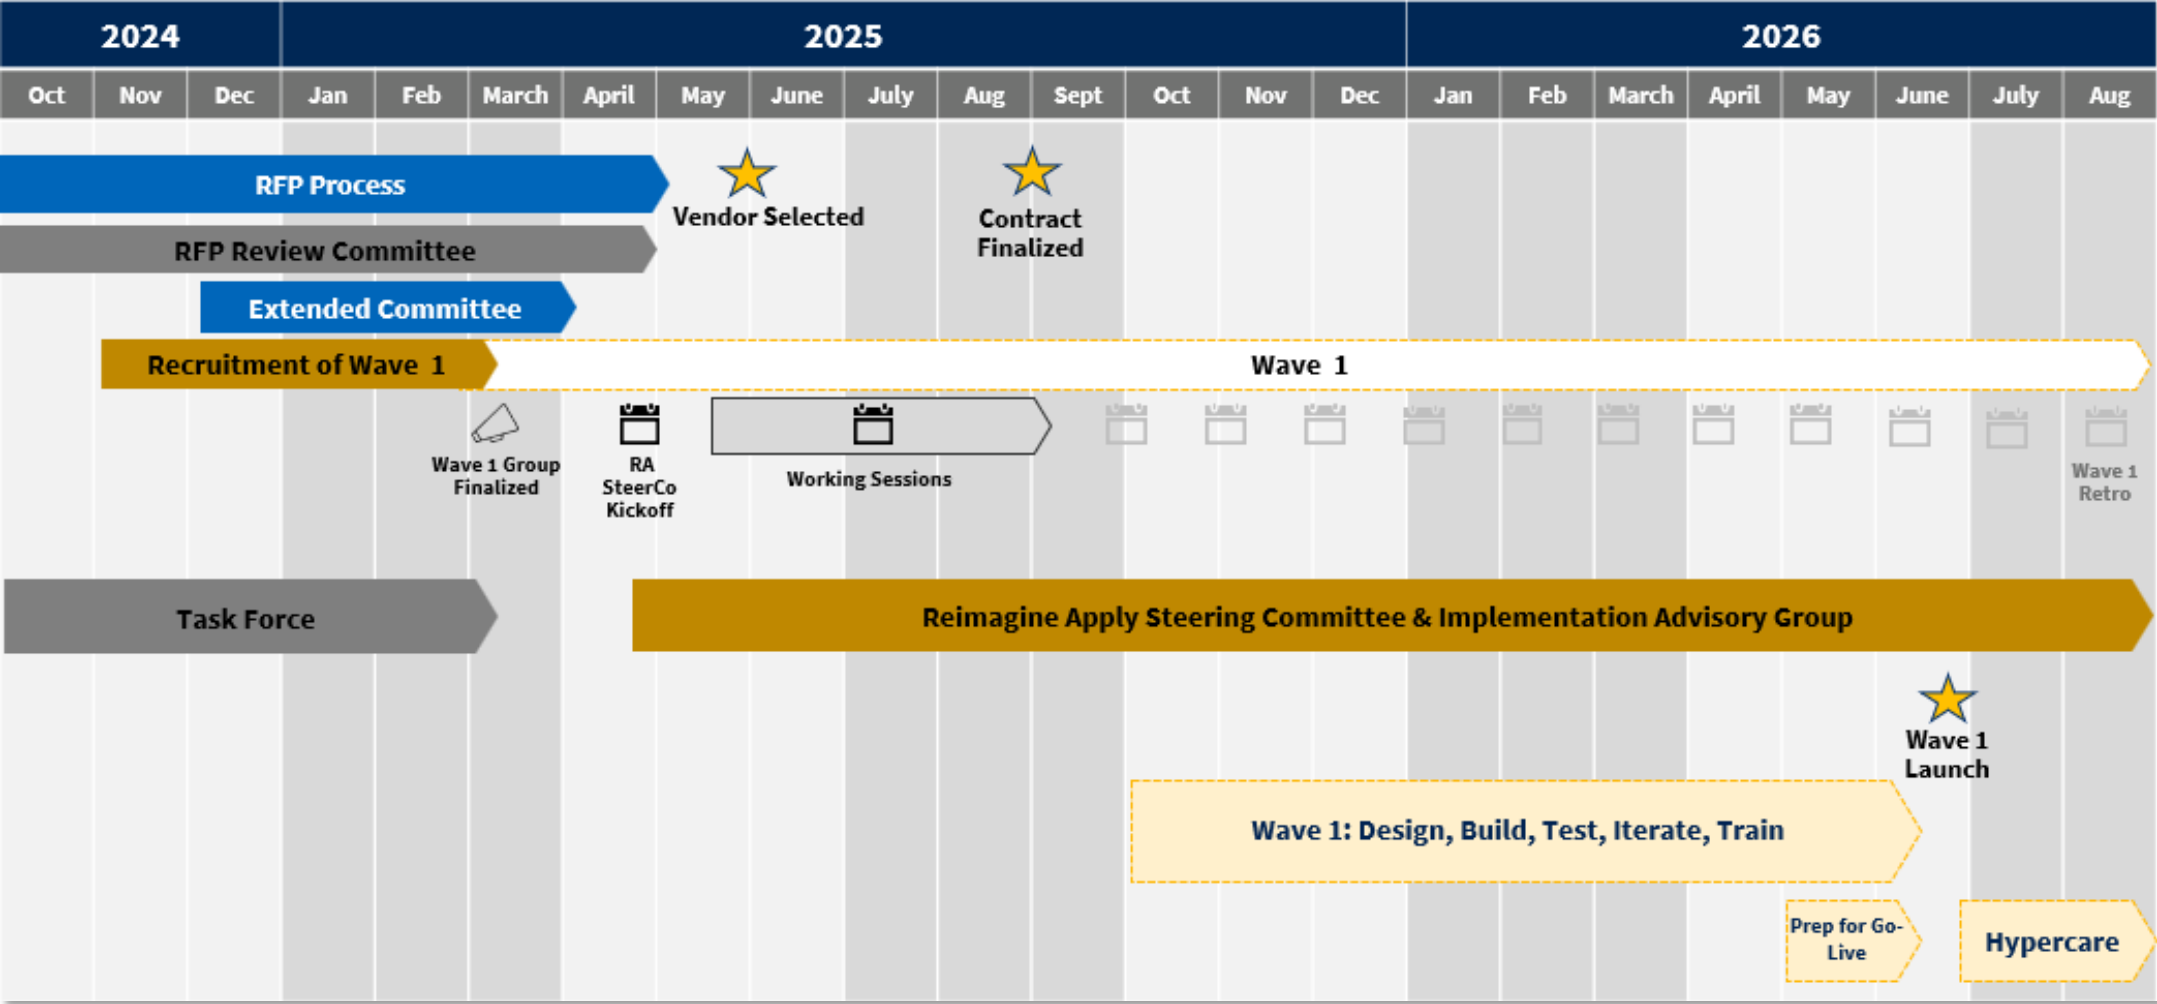 2024 2025 2026
Oct Nov Dec Jan Feb March April May June July Aug Sept Oct Nov Dec Jan Feb March April May June July Aug
RFP Process
Vendor Selected
Contract
Finalized
RFP Review Committee
Extended Committee
Recruitment of Wave 1
Wave 1
Wave 1 Group
Finalized
RA
SteerCo
Kickoff
Working Sessions
Wave 1
Retro
Task Force
Reimagine Apply Steering Committee & Implementation Advisory Group
Wave 1
Launch
Wave 1: Design, Build, Test, Iterate, Train
Prep for Go-
Live
Hypercare